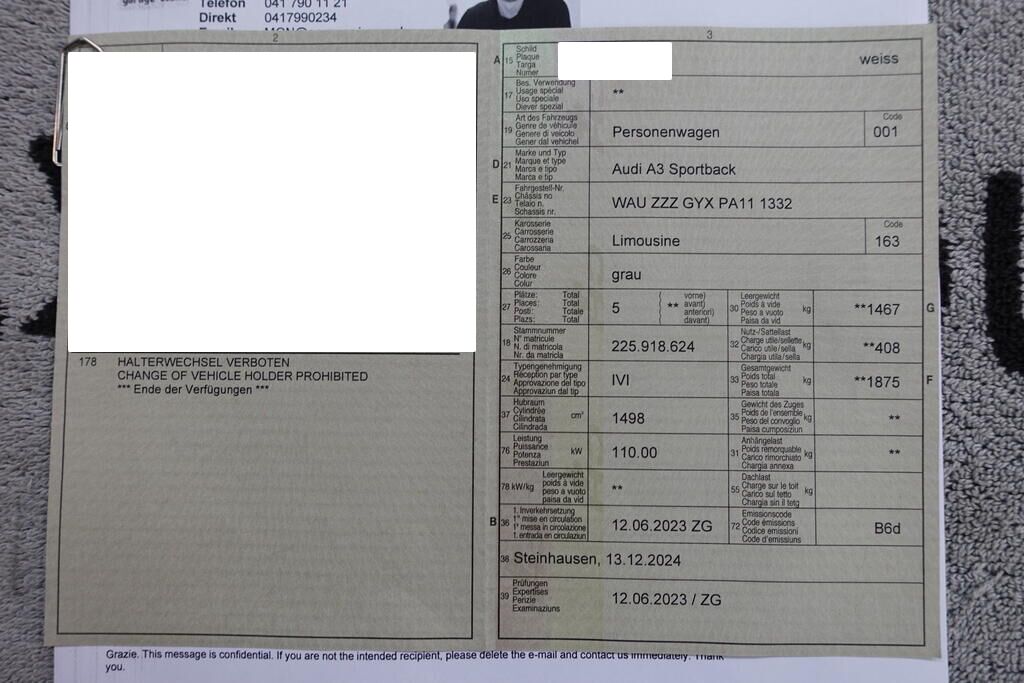 Telefon 041 790 11 21
Direkt 0417990234
2
178 HALTERWECHSEL VERBOTEN
CHANGE OF VEHICLE HOLDER PROHIBITED
*** Ende der Verfügungen ***
3
A 15 Schild
Plaque
Targa
Numer
weiss
17 Bes. Verwendung
Usage spécial
Uso speciale
Diever spezial
**
19 Art des Fahrzeugs
Genre de véhicule
Genere di veicolo
Gener dal vehichel
Personenwagen
Code
001
D 21 Marke und Typ
Marque et type
Marca e tipo
Marca e tip
Audi A3 Sportback
E 23 Fahrgestell-Nr.
Châssis no
Telaio n.
Schassis nr.
WAU ZZZ GYX PA11 1332
25 Karosserie
Carrosserie
Carrozzeria
Carossaria
Limousine
Code
163
26 Farbe
Couleur
Colore
Colur
grau
27 Plätze: Total
Places: Total
Posti: Totale
Plazs: Total
5
( vorne)
( ** avant)
( anteriori)
( davant)
30 Leergewicht
Poids à vide
Peso a vuoto
Paisa da vid
kg
**1467
G
18 Stammnummer
N° matricule
N. di matricola
Nr. da matricla
225.918.624
32 Nutz-/Sattellast
Charge utile/sellette
Carico utile/sella
Chargia utila/sella
kg
**408
24 Typengenehmigung
Réception par type
Approvazione del tipo
Approvaziun dal tip
IVI
33 Gesamtgewicht
Poids total
Peso totale
Paisa totala
kg
**1875
F
37 Hubraum
Cylindrée
Cilindrata
Cilindrada
cm³
1498
35 Gewicht des Zuges
Poids de l'ensemble
Peso del convoglio
Paisa cumposiziun
kg
**
76 Leistung
Puissance
Potenza
Prestaziun
kW
110.00
31 Anhängelast
Poids remorquable
Carico rimorchiato
Chargia annexa
kg
**
78 kW/kg Leergewicht
poids à vide
peso a vuoto
paisa da vid
**
55 Dachlast
Charge sur le toit
Carico sul tetto
Chargia sin il tetg
kg
B 36 1. Inverkehrsetzung
1re mise en circulation
1a messa in circolazione
1. entrada en circulaziun
12.06.2023 ZG
72 Emissionscode
Code émissions
Codice emissioni
Code d'emissiuns
B6d
38 Steinhausen, 13.12.2024
39 Prüfungen
Expertises
Perizie
Examinaziuns
12.06.2023 / ZG
Grazie. This message is confidential. If you are not the intended recipient, please delete the e-mail and contact us immediately. Thank
you.